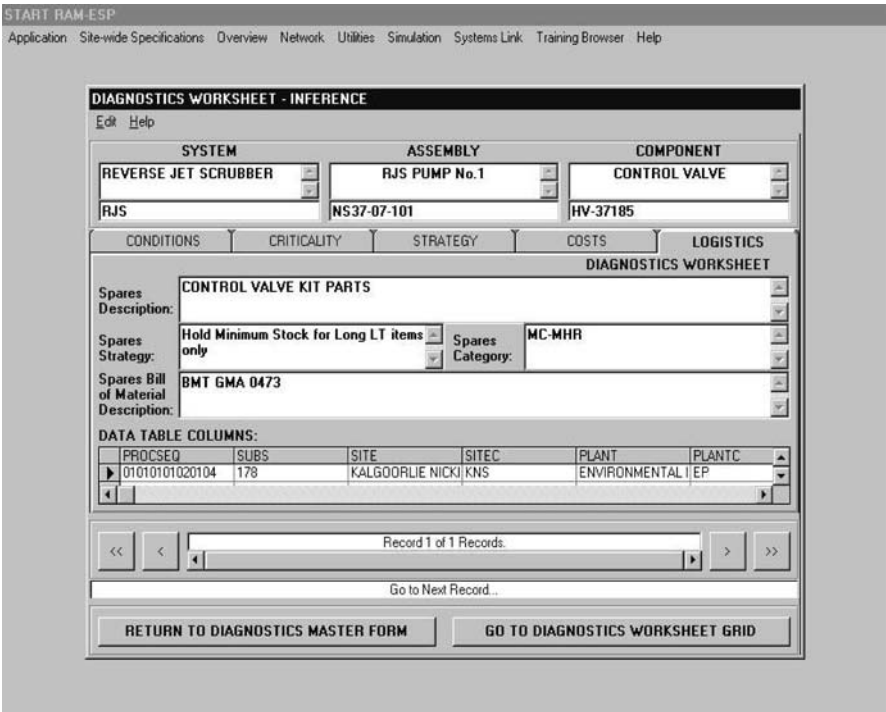 START RAM-ESP
Application Site-wide Specifications Overview Network Utilities Simulation Systems Link Training Browser Help
DIAGNOSTICS WORKSHEET - INFERENCE
Edit Help
SYSTEM ASSEMBLY COMPONENT
REVERSE JET SCRUBBER RJS PUMP No.1 CONTROL VALVE
RJS NS37-07-101 HV-37185
CONDITIONS CRITICALITY STRATEGY COSTS LOGISTICS
DIAGNOSTICS WORKSHEET
Spares Description: CONTROL VALVE KIT PARTS
Spares Strategy: Hold Minimum Stock for Long LT items only Spares Category: MC-MHR
Spares Bill of Material Description: BMT GMA 0473
DATA TABLE COLUMNS:
PROCSEQ SUBS SITE SITEC PLANT PLANTC
01010101020104 178 KALGOORLIE NICKI KNS ENVIRONMENTAL I EP
<< < Record 1 of 1 Records. > >>
Go to Next Record...
RETURN TO DIAGNOSTICS MASTER FORM GO TO DIAGNOSTICS WORKSHEET GRID